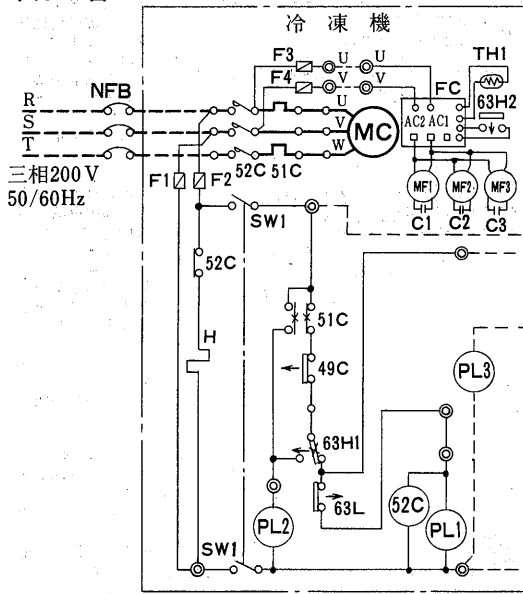 冷凍機
F3 U U TH1
F4 V V FC
NFB 63H2
R U AC2 AC1
S V MC
T W
三相200V F1 F2 52C 51C MF1 MF2 MF3
50/60Hz SW1 C1 C2 C3
52C
51C
H 49C PL3
63H1
63L 52C
PL2 PL1
SW1